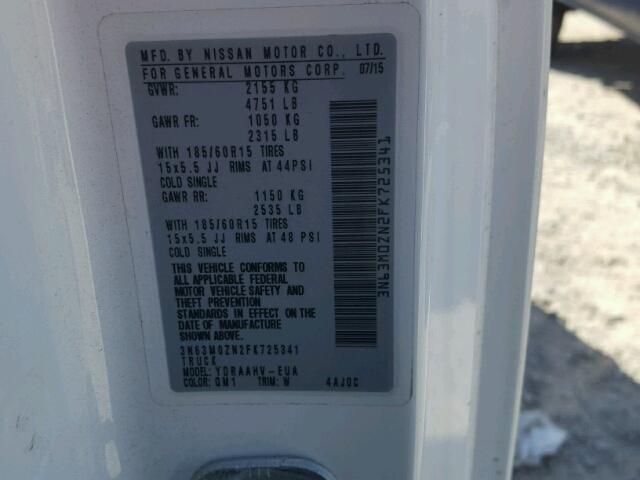 MFD. BY NISSAN MOTOR CO., LTD.
FOR GENERAL MOTORS CORP. 07/15
GVWR: 2155 KG
4751 LB
GAWR FR: 1050 KG
2315 LB
WITH 185/60R15 TIRES
15x5.5 JJ RIMS AT 44PSI
COLD SINGLE
GAWR RR: 1150 KG
2535 LB
WITH 185/60R15 TIRES
15x5.5 JJ RIMS AT 48 PSI
COLD SINGLE
THIS VEHICLE CONFORMS TO
ALL APPLICABLE FEDERAL
MOTOR VEHICLE SAFETY AND
THEFT PREVENTION
STANDARDS IN EFFECT ON THE
DATE OF MANUFACTURE
SHOWN ABOVE.
3N63M0ZN2FK725341
TRUCK
MODEL: YDRAAHV-EUA
COLOR: QM1 TRIM: W 4AJ0C
3N63M0ZN2FK725341